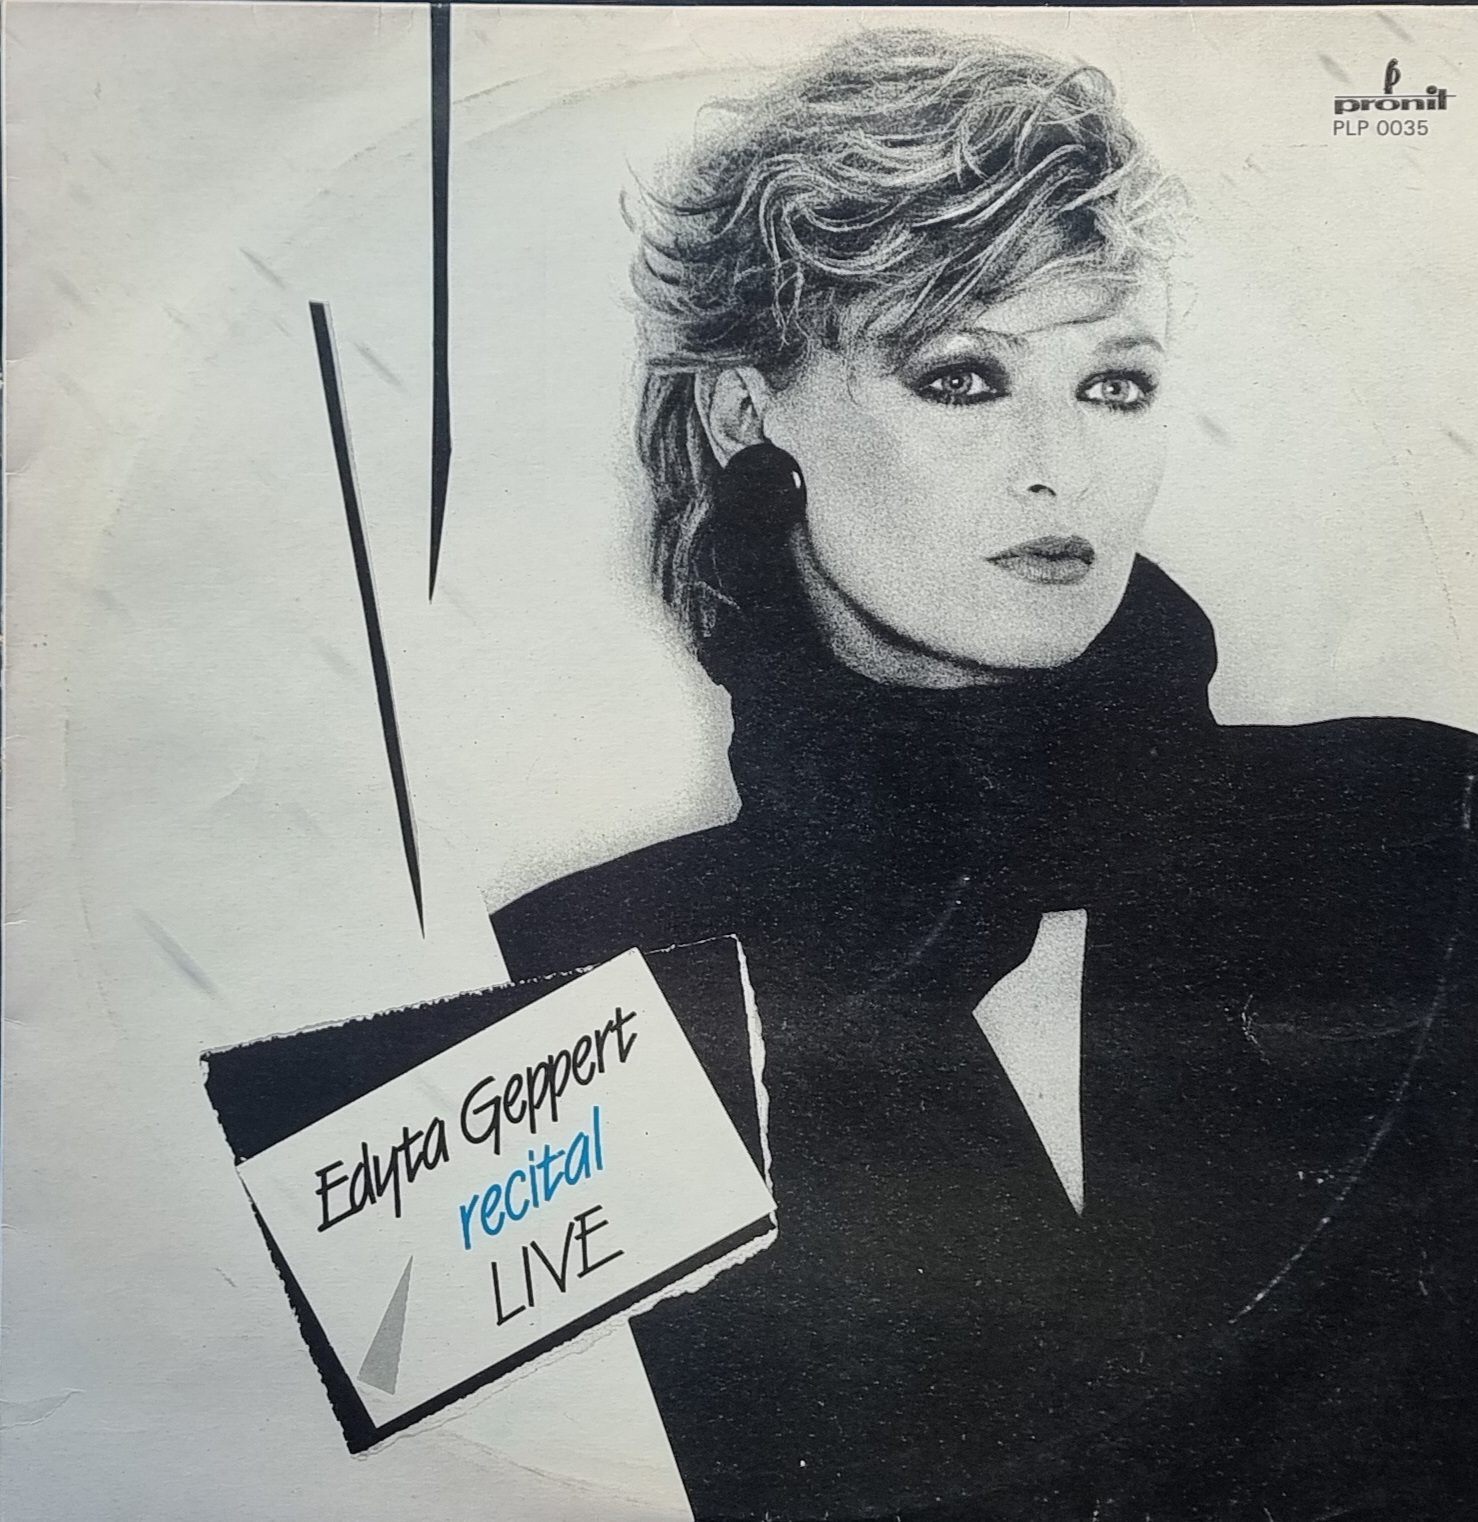 pronit
PLP 0035
Edyta Geppert
recital
LIVE